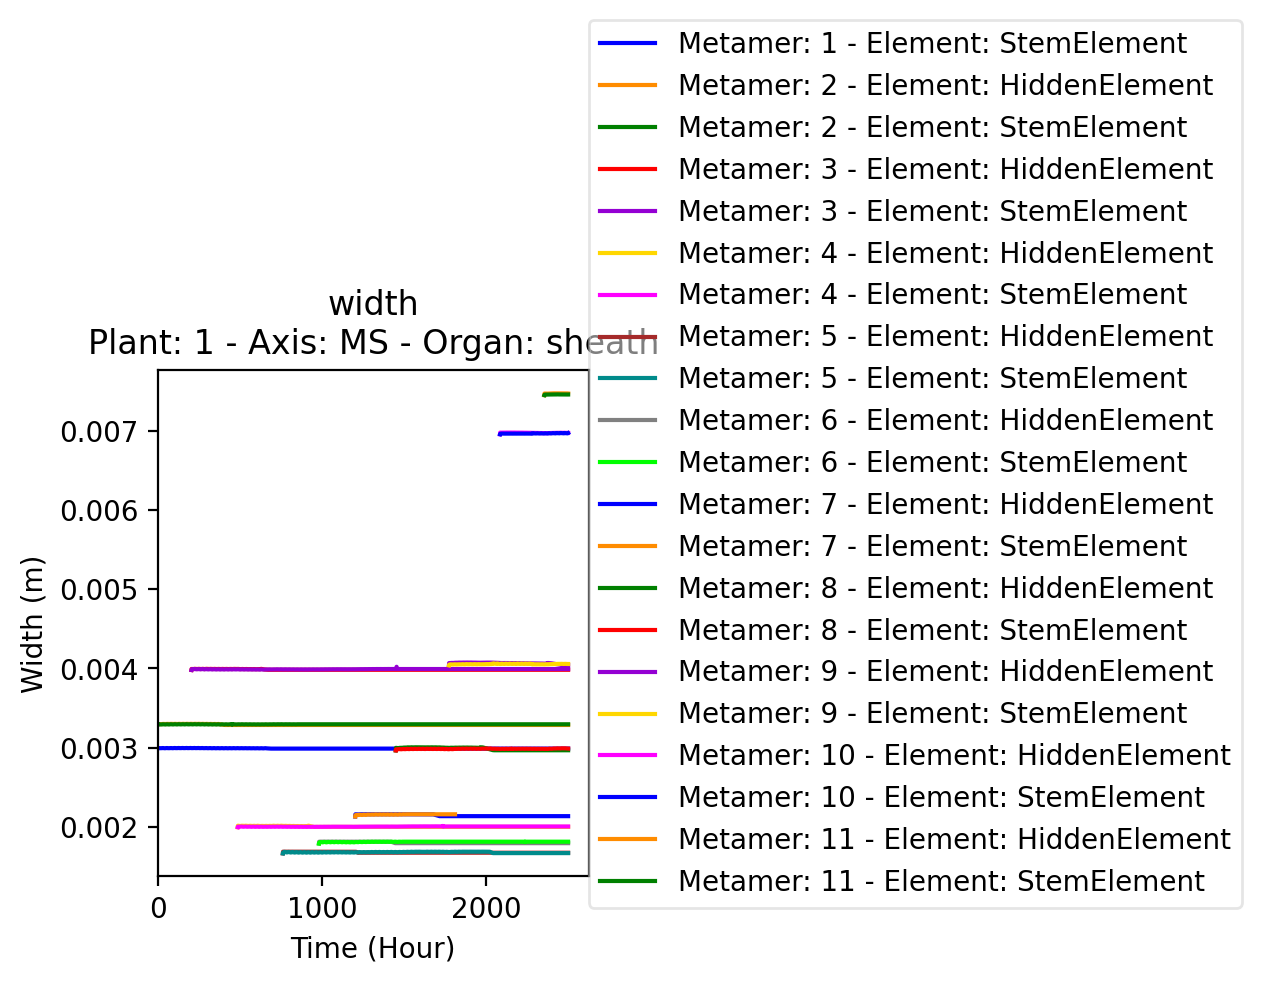 width
Plant: 1 - Axis: MS - Organ: sheath
Width (m)
0.007
0.006
0.005
0.004
0.003
0.002
0
1000
2000
Time (Hour)
Metamer: 1 - Element: StemElement
Metamer: 2 - Element: HiddenElement
Metamer: 2 - Element: StemElement
Metamer: 3 - Element: HiddenElement
Metamer: 3 - Element: StemElement
Metamer: 4 - Element: HiddenElement
Metamer: 4 - Element: StemElement
Metamer: 5 - Element: HiddenElement
Metamer: 5 - Element: StemElement
Metamer: 6 - Element: HiddenElement
Metamer: 6 - Element: StemElement
Metamer: 7 - Element: HiddenElement
Metamer: 7 - Element: StemElement
Metamer: 8 - Element: HiddenElement
Metamer: 8 - Element: StemElement
Metamer: 9 - Element: HiddenElement
Metamer: 9 - Element: StemElement
Metamer: 10 - Element: HiddenElement
Metamer: 10 - Element: StemElement
Metamer: 11 - Element: HiddenElement
Metamer: 11 - Element: StemElement